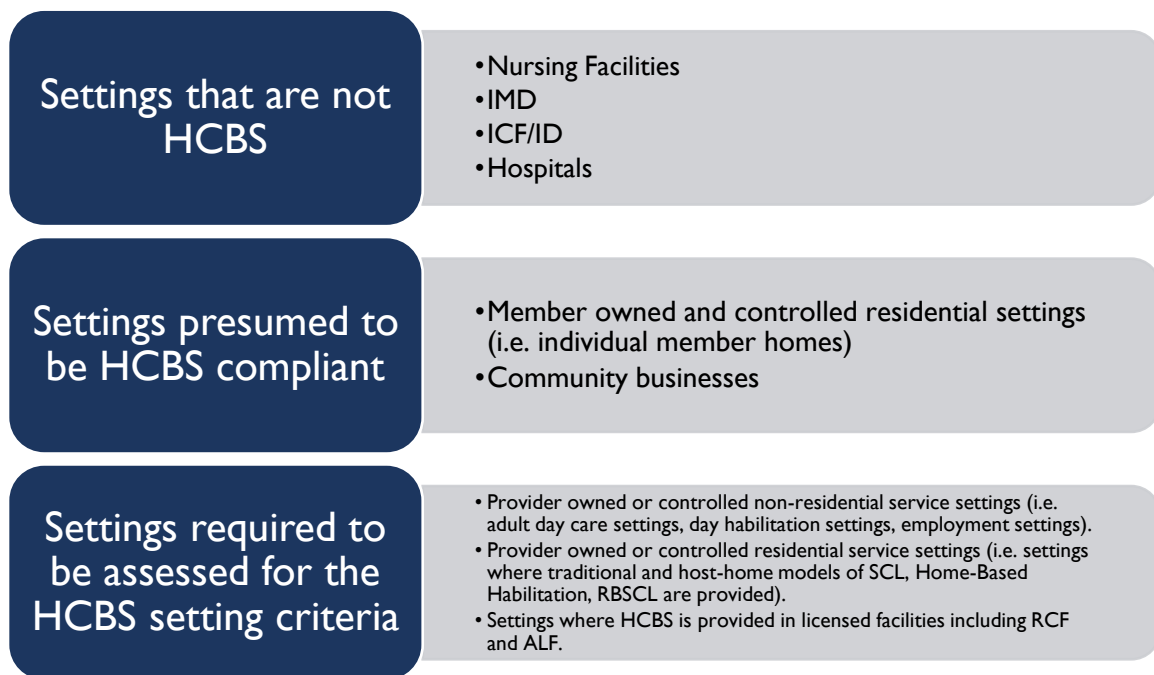 Settings that are not
HCBS
•Nursing Facilities
•IMD
•ICF/ID
•Hospitals
Settings presumed to
be HCBS compliant
•Member owned and controlled residential settings
(i.e. individual member homes)
•Community businesses
Settings required to
be assessed for the
HCBS setting criteria
• Provider owned or controlled non-residential service settings (i.e.
adult day care settings, day habilitation settings, employment settings).
• Provider owned or controlled residential service settings (i.e. settings
where traditional and host-home models of SCL, Home-Based
Habilitation, RBSCL are provided).
• Settings where HCBS is provided in licensed facilities including RCF
and ALF.